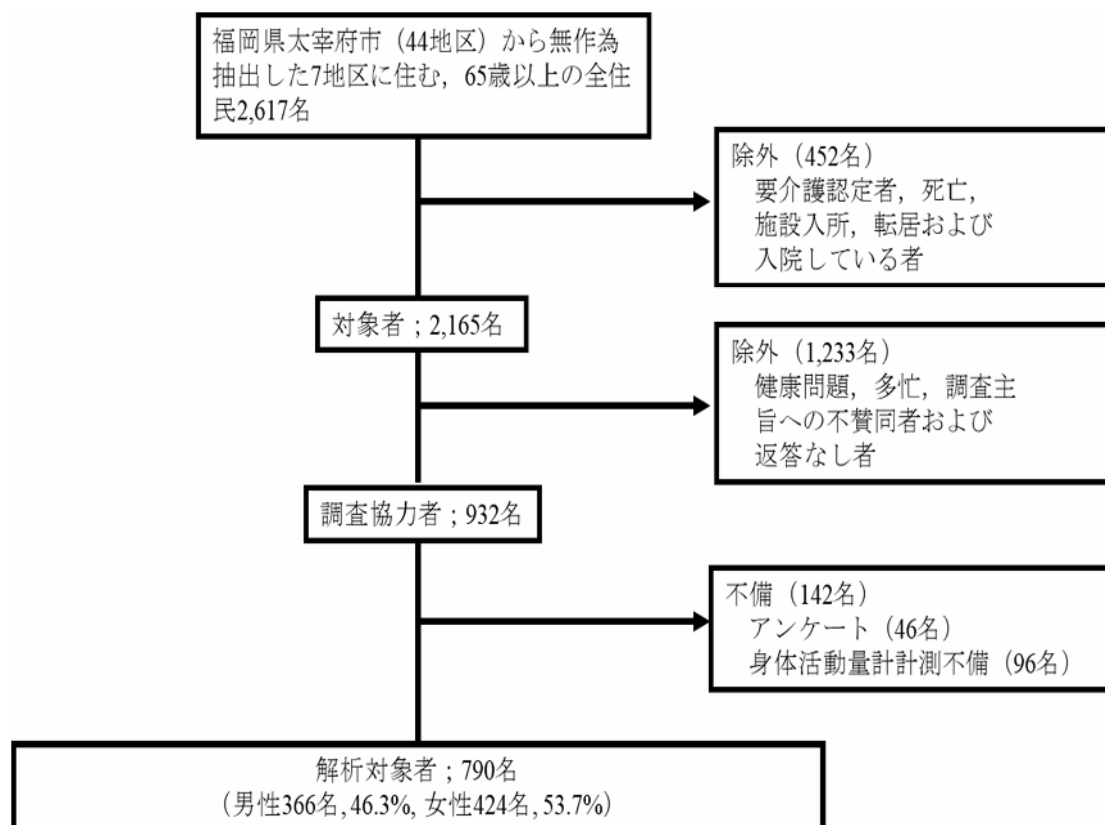 福岡県太宰府市（44地区）から無作為
抽出した7地区に住む，65歳以上の全住
民2,617名
除外（452名）
要介護認定者，死亡，
施設入所，転居および
入院している者
対象者；2,165名
除外（1,233名）
健康問題，多忙，調査主
旨への不賛同者および
返答なし者
調査協力者；932名
不備（142名）
アンケート（46名）
身体活動量計計測不備（96名）
解析対象者；790名
（男性366名, 46.3%, 女性424名, 53.7%）